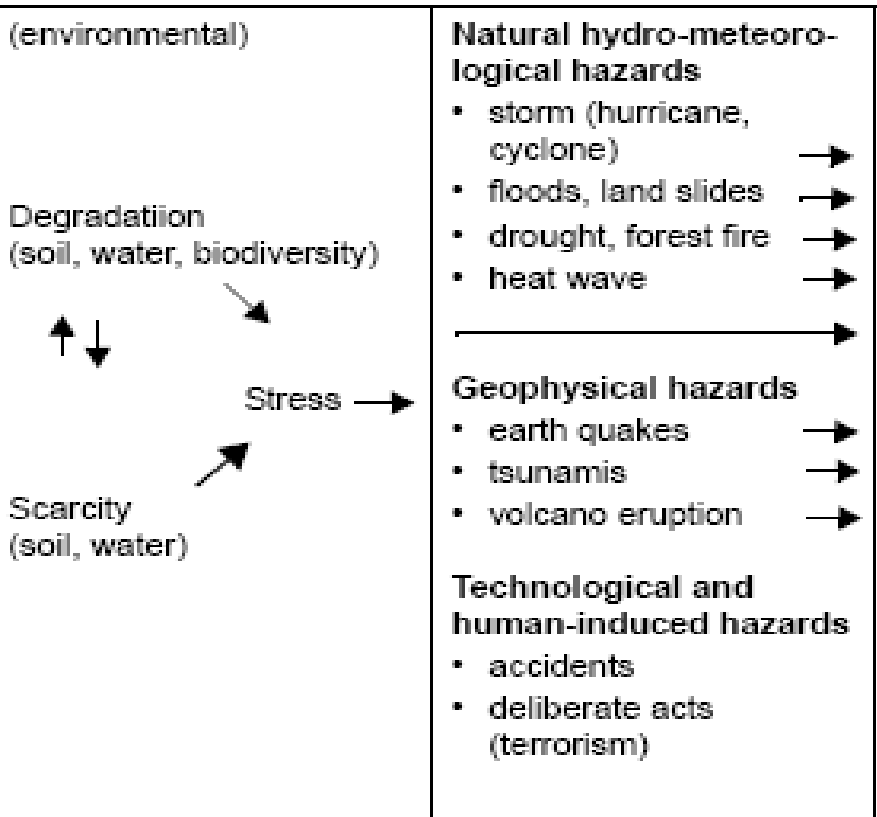 (environmental)
Degradatiion
(soil, water, biodiversity)
Stress
Scarcity
(soil, water)
Natural hydro-meteoro-
logical hazards
• storm (hurricane,
cyclone)
• floods, land slides
• drought, forest fire
• heat wave
Geophysical hazards
• earth quakes
• tsunamis
• volcano eruption
Technological and
human-induced hazards
• accidents
• deliberate acts
(terrorism)